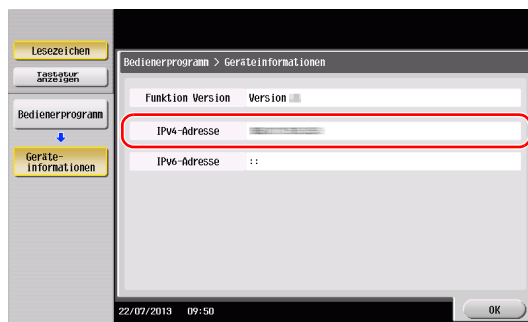 Lesezeichen
Tastatur
anzeigen
Bedienerprogramm
Geräte-
informationen
Bedienerprogramm > Geräteinformationen
Funktion Version Version
IPv4-Adresse
IPv6-Adresse ::
22/07/2013 09:50
OK